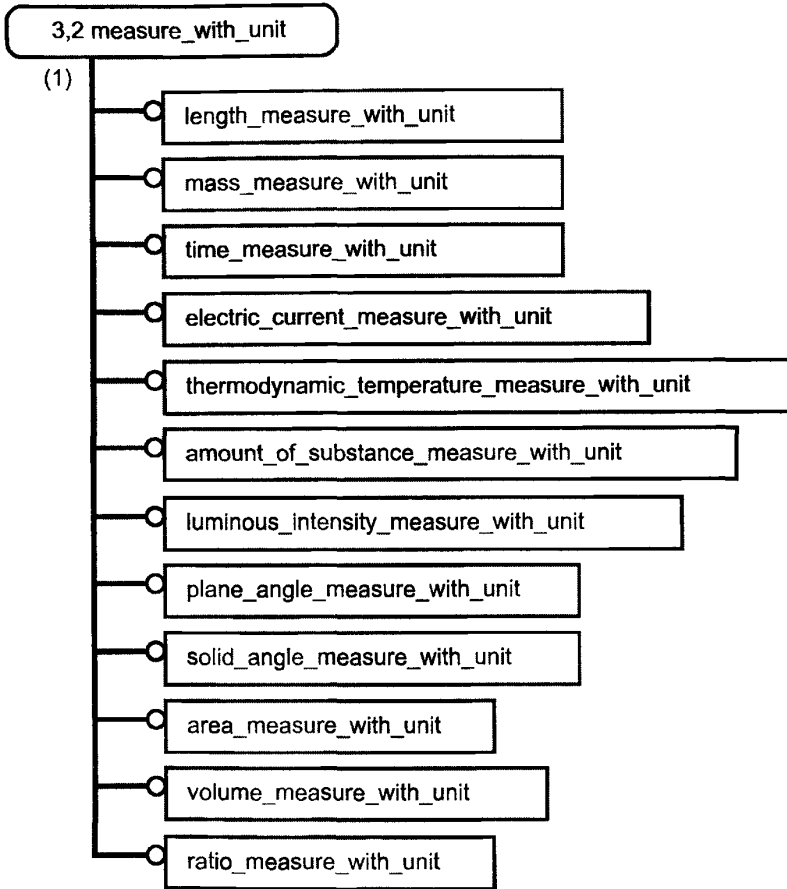 3,2 measure_with_unit
(1)
length_measure_with_unit
mass_measure_with_unit
time_measure_with_unit
electric_current_measure_with_unit
thermodynamic_temperature_measure_with_unit
amount_of_substance_measure_with_unit
luminous_intensity_measure_with_unit
plane_angle_measure_with_unit
solid_angle_measure_with_unit
area_measure_with_unit
volume_measure_with_unit
ratio_measure_with_unit